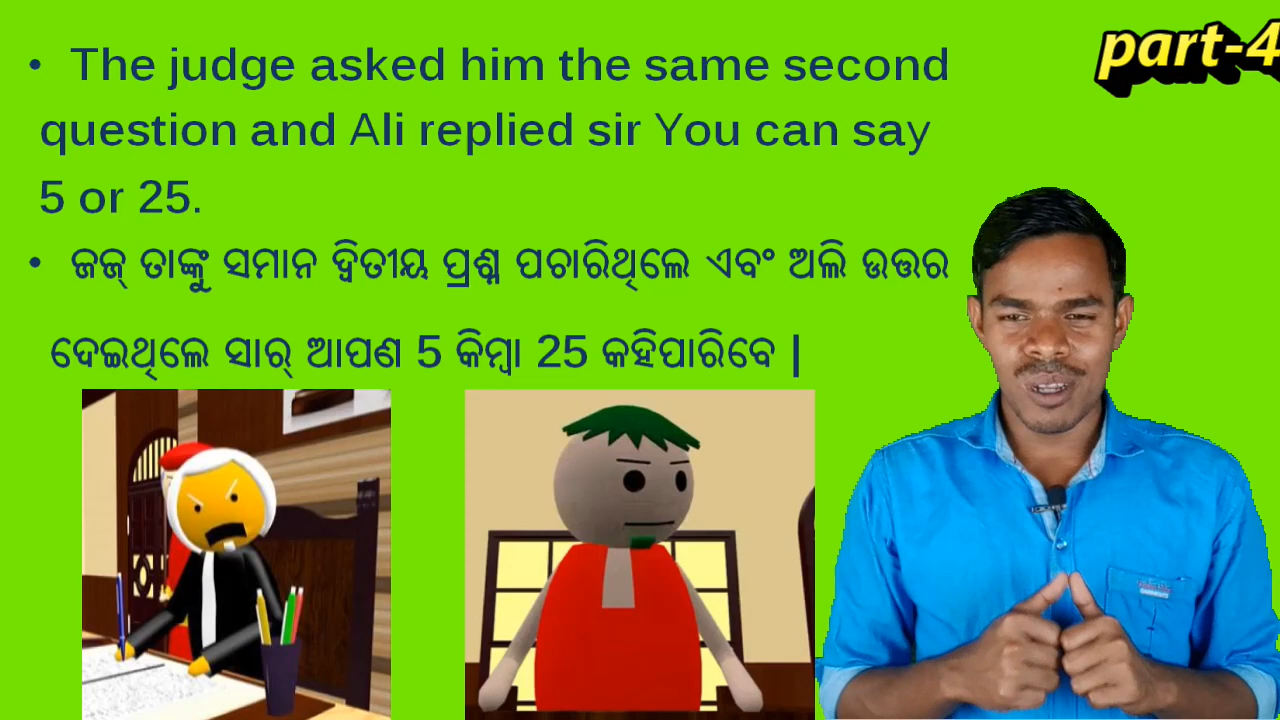 part-4
• The judge asked him the same second
question and Ali replied sir You can say
5 or 25.
• ଜଜ୍ ତାଙ୍କୁ ସମାନ ଦ୍ୱିତୀୟ ପ୍ରଶ୍ନ ପଚାରିଥିଲେ ଏବଂ ଅଲି ଉତ୍ତର
ଦେଇଥିଲେ ସାର୍ ଆପଣ 5 କିମ୍ବା 25 କହିପାରିବେ |